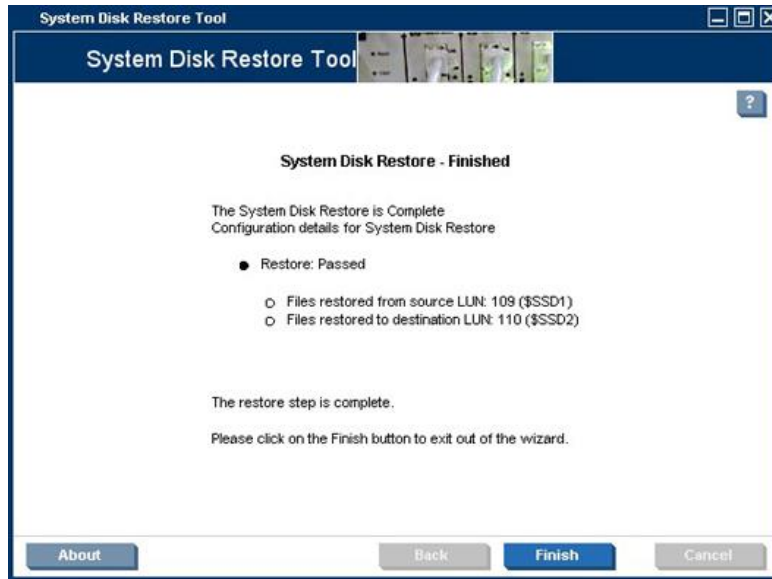 System Disk Restore Tool
System Disk Restore Tool
?
System Disk Restore - Finished
The System Disk Restore is Complete
Configuration details for System Disk Restore
Restore: Passed
Files restored from source LUN: 109 ($SSD1)
Files restored to destination LUN: 110 ($SSD2)
The restore step is complete.
Please click on the Finish button to exit out of the wizard.
About
Back
Finish
Cancel